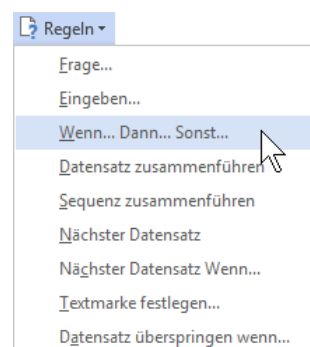 Regeln
Frage...
Eingeben...
Wenn... Dann... Sonst...
Datensatz zusammenführen
Sequenz zusammenführen
Nächster Datensatz
Nächster Datensatz Wenn...
Textmarke festlegen...
Datensatz überspringen wenn...